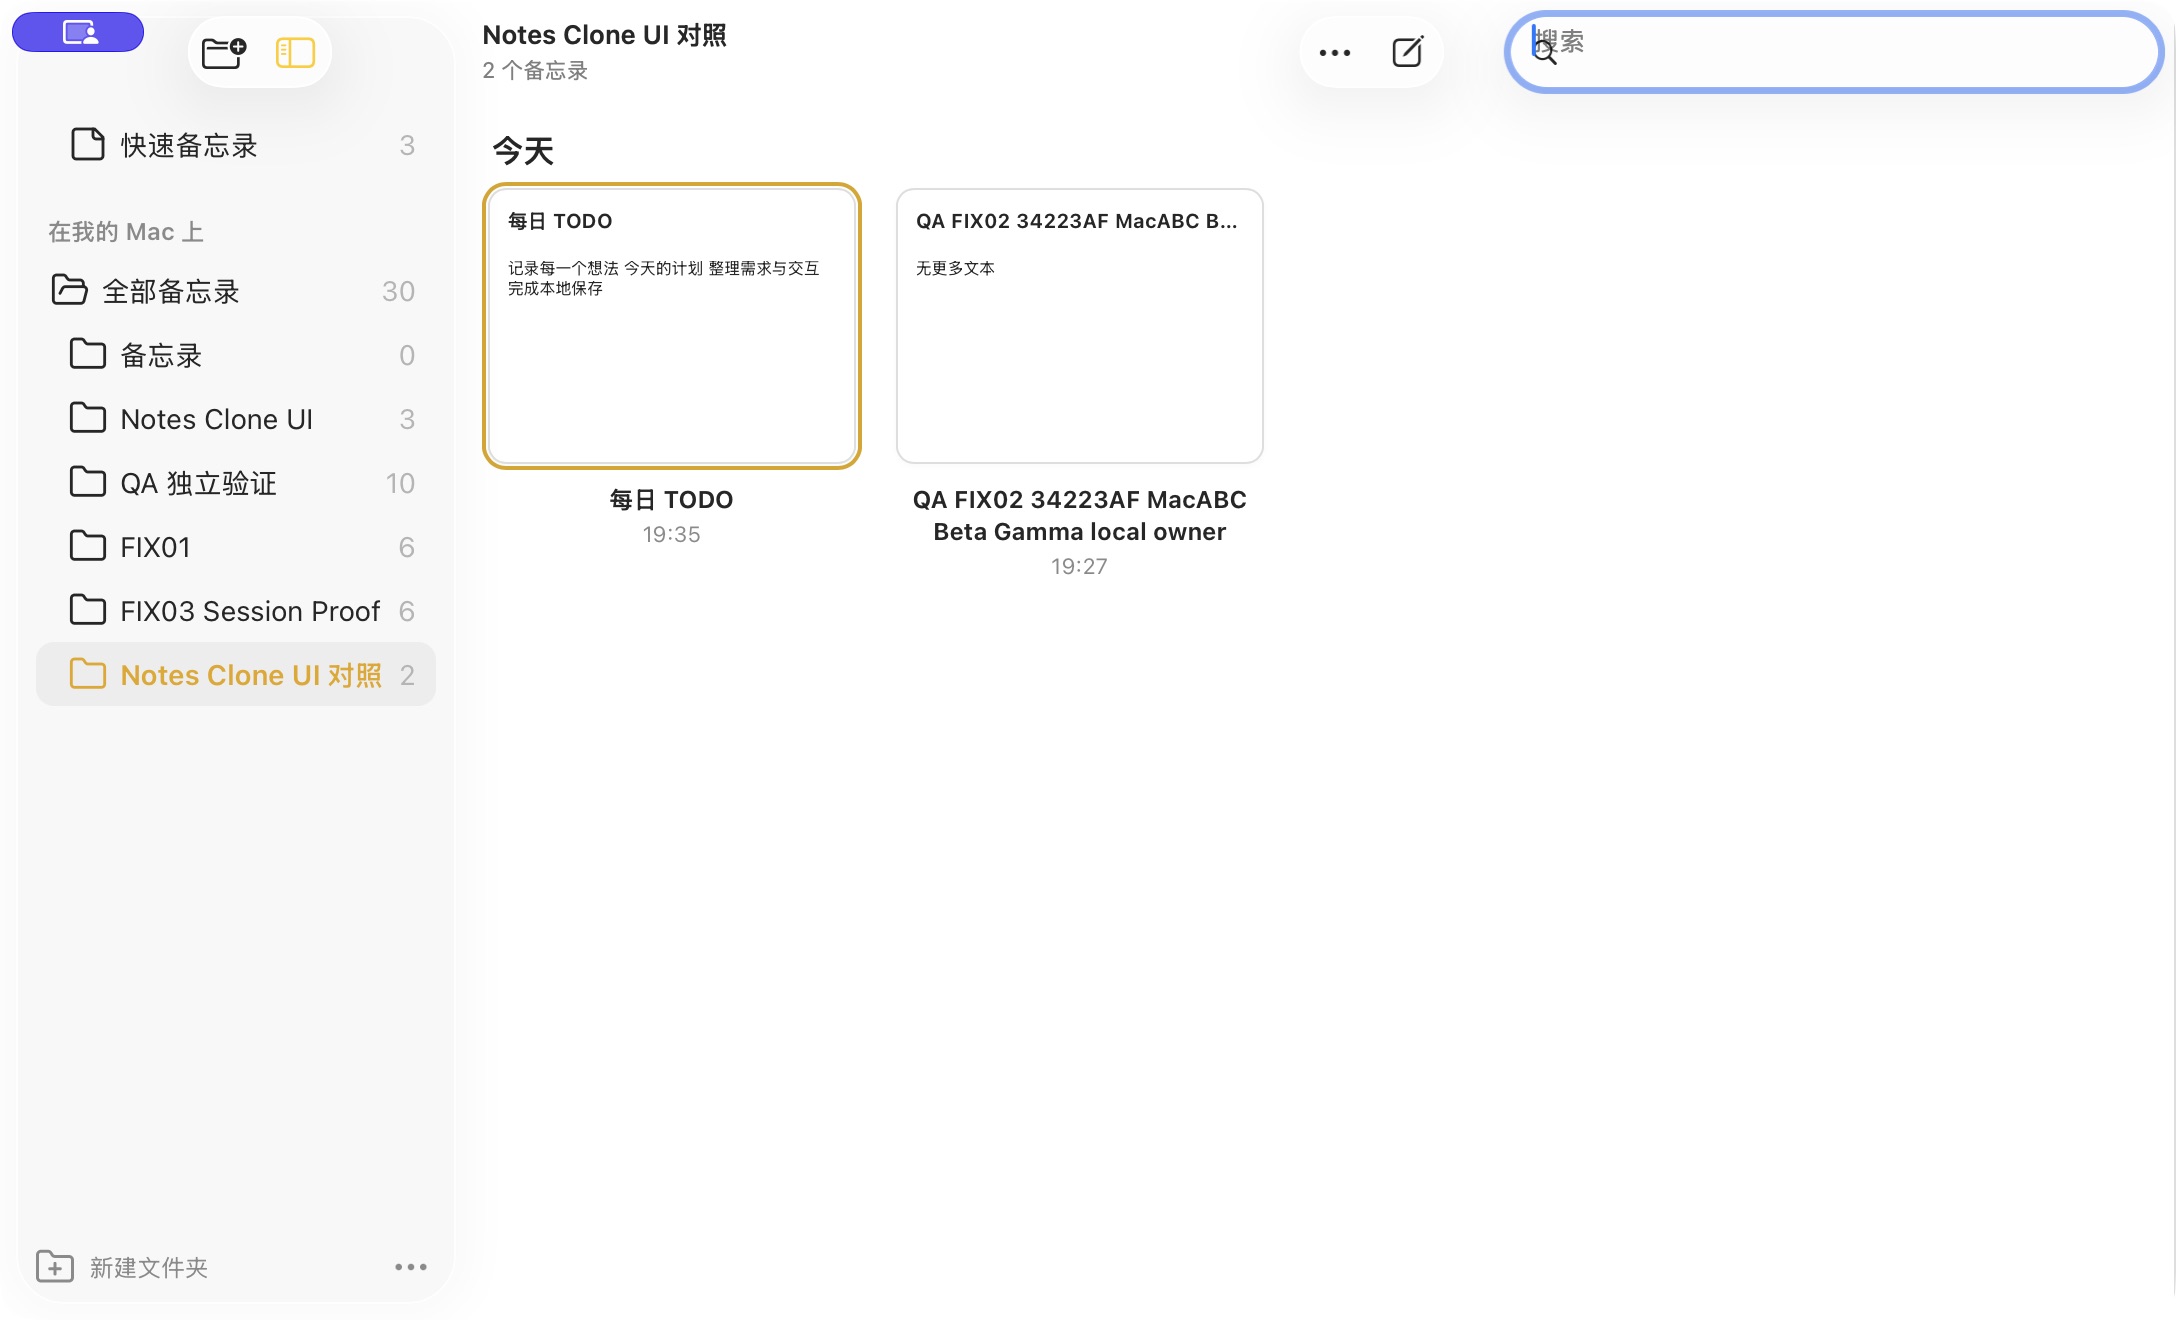 快速备忘录 3
在我的 Mac 上
全部备忘录 30
备忘录 0
Notes Clone UI 3
QA 独立验证 10
FIX01 6
FIX03 Session Proof 6
Notes Clone UI 对照 2
新建文件夹
Notes Clone UI 对照
2 个备忘录
搜索
今天
每日 TODO
记录每一个想法 今天的计划 整理需求与交互
完成本地保存
每日 TODO
19:35
QA FIX02 34223AF MacABC B...
无更多文本
QA FIX02 34223AF MacABC
Beta Gamma local owner
19:27